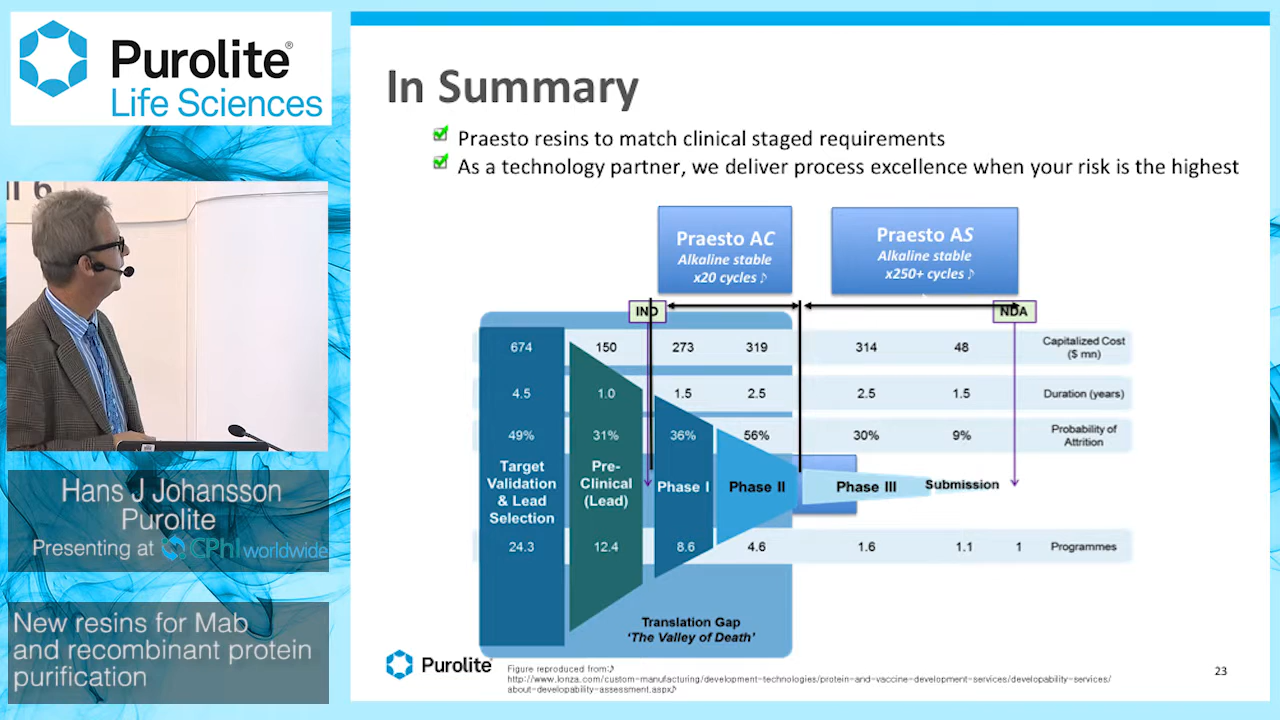 Purolite®
Life Sciences
Hans J Johansson
Purolite
Presenting at CPhI worldwide
New resins for Mab
and recombinant protein
purification
In Summary
Praesto resins to match clinical staged requirements
As a technology partner, we deliver process excellence when your risk is the highest
Praesto AC
Alkaline stable
x20 cycles ♪
Praesto AS
Alkaline stable
x250+ cycles ♪
IND
NDA
674 150 273 319 314 48 Capitalized Cost
($ mn)
4.5 1.0 1.5 2.5 2.5 1.5 Duration (years)
49% 31% 36% 56% 30% 9% Probability of
Attrition
Target
Validation
& Lead
Selection
Pre-
Clinical
(Lead)
Phase I
Phase II
Phase III
Submission
24.3 12.4 8.6 4.6 1.6 1.1 1 Programmes
Translation Gap
'The Valley of Death'
Purolite®
Figure reproduced from:♪
http://www.lonza.com/custom-manufacturing/development-technologies/protein-and-vaccine-development-services/developability-services/
about-developability-assessment.aspx♪
23